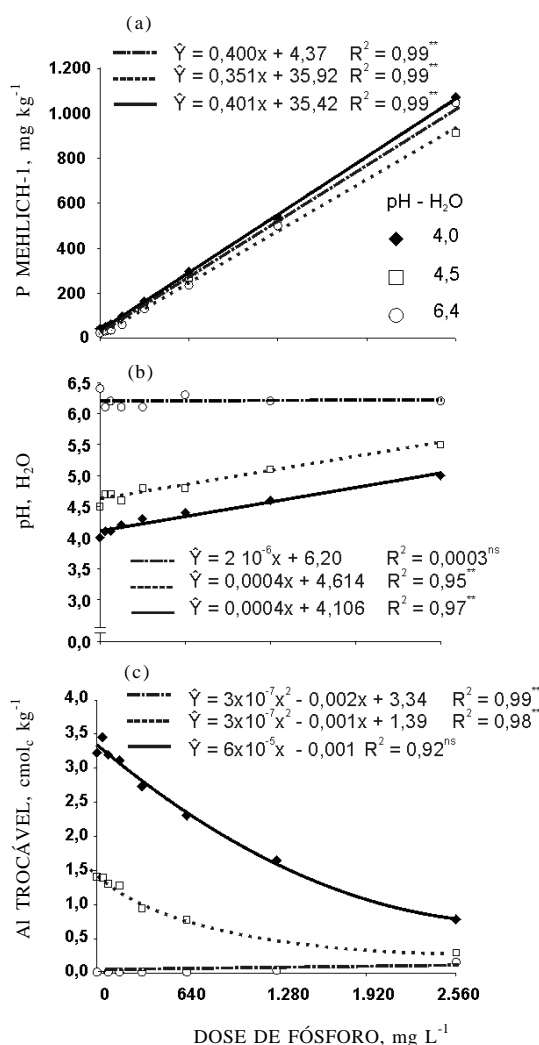 (a)
Ŷ = 0,400x + 4,37 R² = 0,99**
Ŷ = 0,351x + 35,92 R² = 0,99**
Ŷ = 0,401x + 35,42 R² = 0,99**
P MEHLICH-1, mg kg⁻¹
1.200
1.000
800
600
400
200
0
pH - H₂O
4,0
4,5
6,4
(b)
pH, H₂O
6,5
6,0
5,5
5,0
4,5
4,0
3,5
3,0
0,0
Ŷ = 2 10⁻⁶x + 6,20 R² = 0,0003ⁿˢ
Ŷ = 0,0004x + 4,614 R² = 0,95**
Ŷ = 0,0004x + 4,106 R² = 0,97**
(c)
Al TROCÁVEL, cmol꜀ kg⁻¹
4,0
3,5
3,0
2,5
2,0
1,5
1,0
0,5
0,0
Ŷ = 3x10⁻⁷x² - 0,002x + 3,34 R² = 0,99**
Ŷ = 3x10⁻⁷x² - 0,001x + 1,39 R² = 0,98**
Ŷ = 6x10⁻⁵x - 0,001 R² = 0,92ⁿˢ
0 640 1.280 1.920 2.560
DOSE DE FÓSFORO, mg L⁻¹